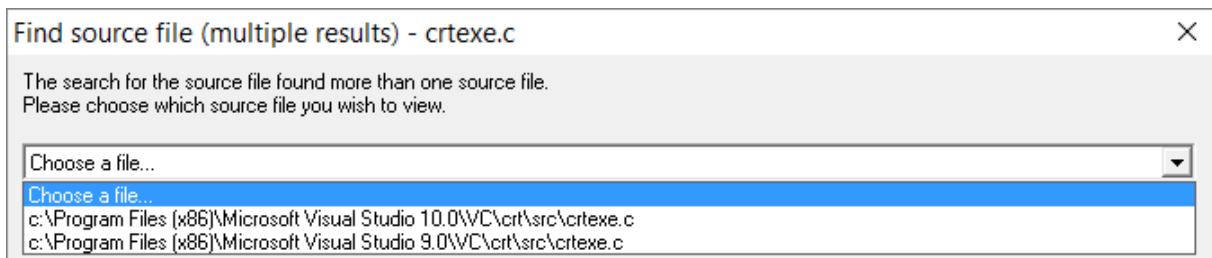 Find source file (multiple results) - crtexe.c
The search for the source file found more than one source file.
Please choose which source file you wish to view.
Choose a file...
Choose a file...
c:\Program Files (x86)\Microsoft Visual Studio 10.0\VC\crt\src\crtexe.c
c:\Program Files (x86)\Microsoft Visual Studio 9.0\VC\crt\src\crtexe.c